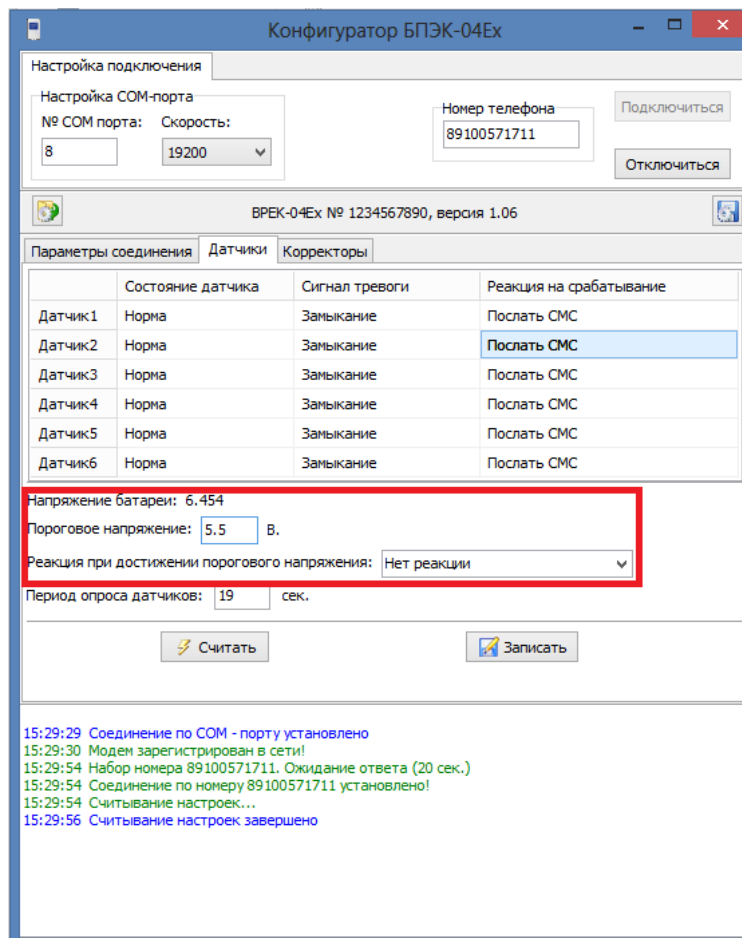 Конфигуратор БПЭК-04Ех
Настройка подключения
Настройка COM-порта
№ COM порта: Скорость:
8 19200
Номер телефона
89100571711
Подключиться
Отключиться
BPEK-04Ex № 1234567890, версия 1.06
Параметры соединения Датчики Корректоры
Состояние датчика Сигнал тревоги Реакция на срабатывание
Датчик1 Норма Замыкание Послать СМС
Датчик2 Норма Замыкание Послать СМС
Датчик3 Норма Замыкание Послать СМС
Датчик4 Норма Замыкание Послать СМС
Датчик5 Норма Замыкание Послать СМС
Датчик6 Норма Замыкание Послать СМС
Напряжение батареи: 6.454
Пороговое напряжение: 5.5 В.
Реакция при достижении порогового напряжения: Нет реакции
Период опроса датчиков: 19 сек.
Считать Записать
15:29:29 Соединение по COM - порту установлено
15:29:30 Модем зарегистрирован в сети!
15:29:54 Набор номера 89100571711. Ожидание ответа (20 сек.)
15:29:54 Соединение по номеру 89100571711 установлено!
15:29:54 Считывание настроек...
15:29:56 Считывание настроек завершено